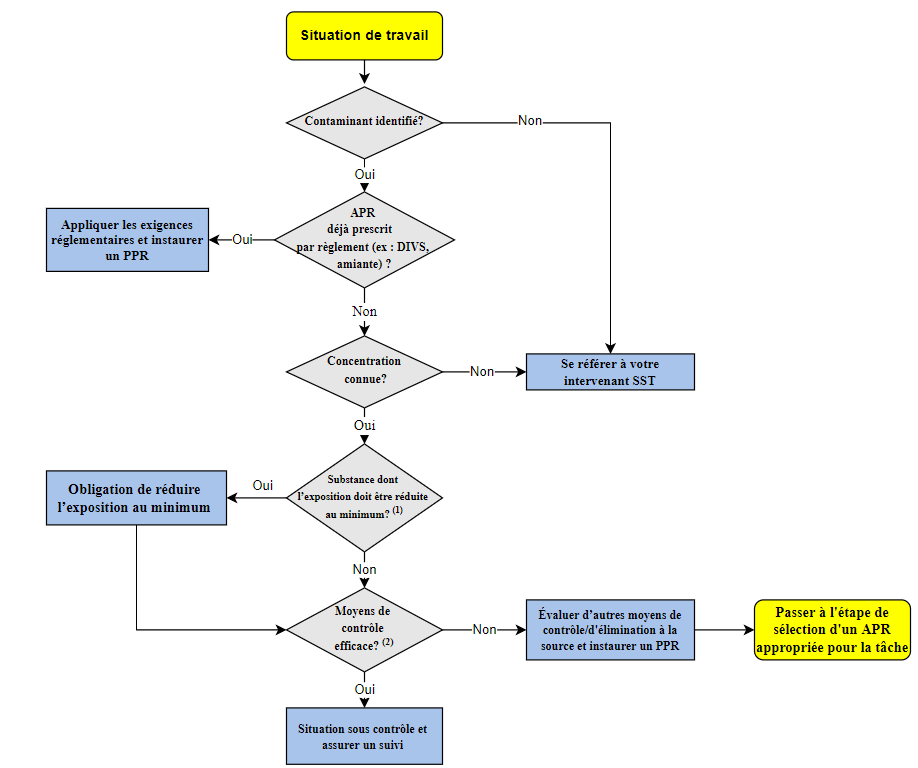 Situation de travail
Contaminant identifié?
Non
Oui
APR
déjà prescrit
par règlement (ex : DIVS,
amiante) ?
Oui
Appliquer les exigences
réglementaires et instaurer
un PPR
Non
Concentration
connue?
Non
Se référer à votre
intervenant SST
Oui
Substance dont
l'exposition doit être réduite
au minimum? (1)
Oui
Obligation de réduire
l'exposition au minimum
Non
Moyens de
contrôle
efficace? (2)
Non
Évaluer d'autres moyens de
contrôle/d'élimination à la
source et instaurer un PPR
Passer à l'étape de
sélection d'un APR
appropriée pour la tâche
Oui
Situation sous contrôle et
assurer un suivi